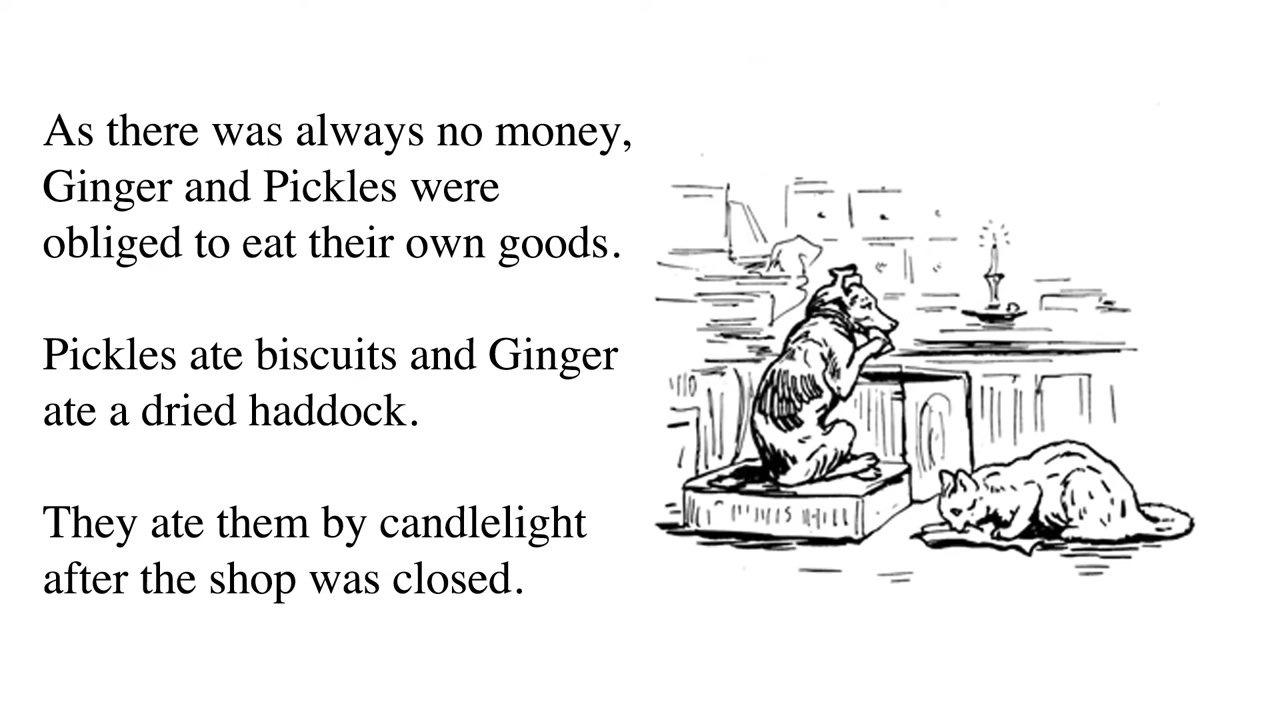 As there was always no money,
Ginger and Pickles were
obliged to eat their own goods.
Pickles ate biscuits and Ginger
ate a dried haddock.
They ate them by candlelight
after the shop was closed.